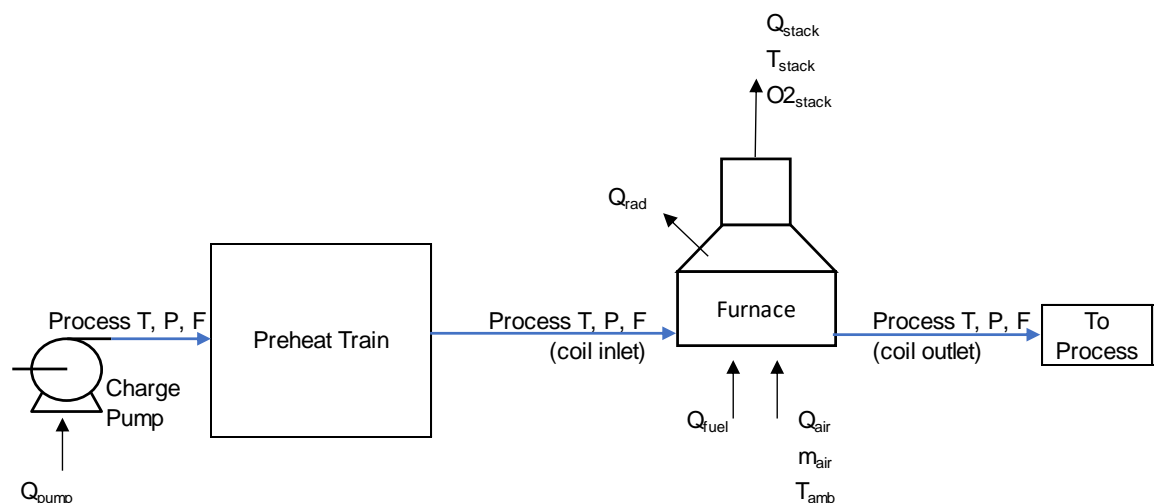 Qstack
Tstack
O2stack
Qrad
Process T, P, F
Preheat Train
Process T, P, F
(coil inlet)
Furnace
Process T, P, F
(coil outlet)
To
Process
Charge
Pump
Qpump
Qfuel
Qair
mair
Tamb